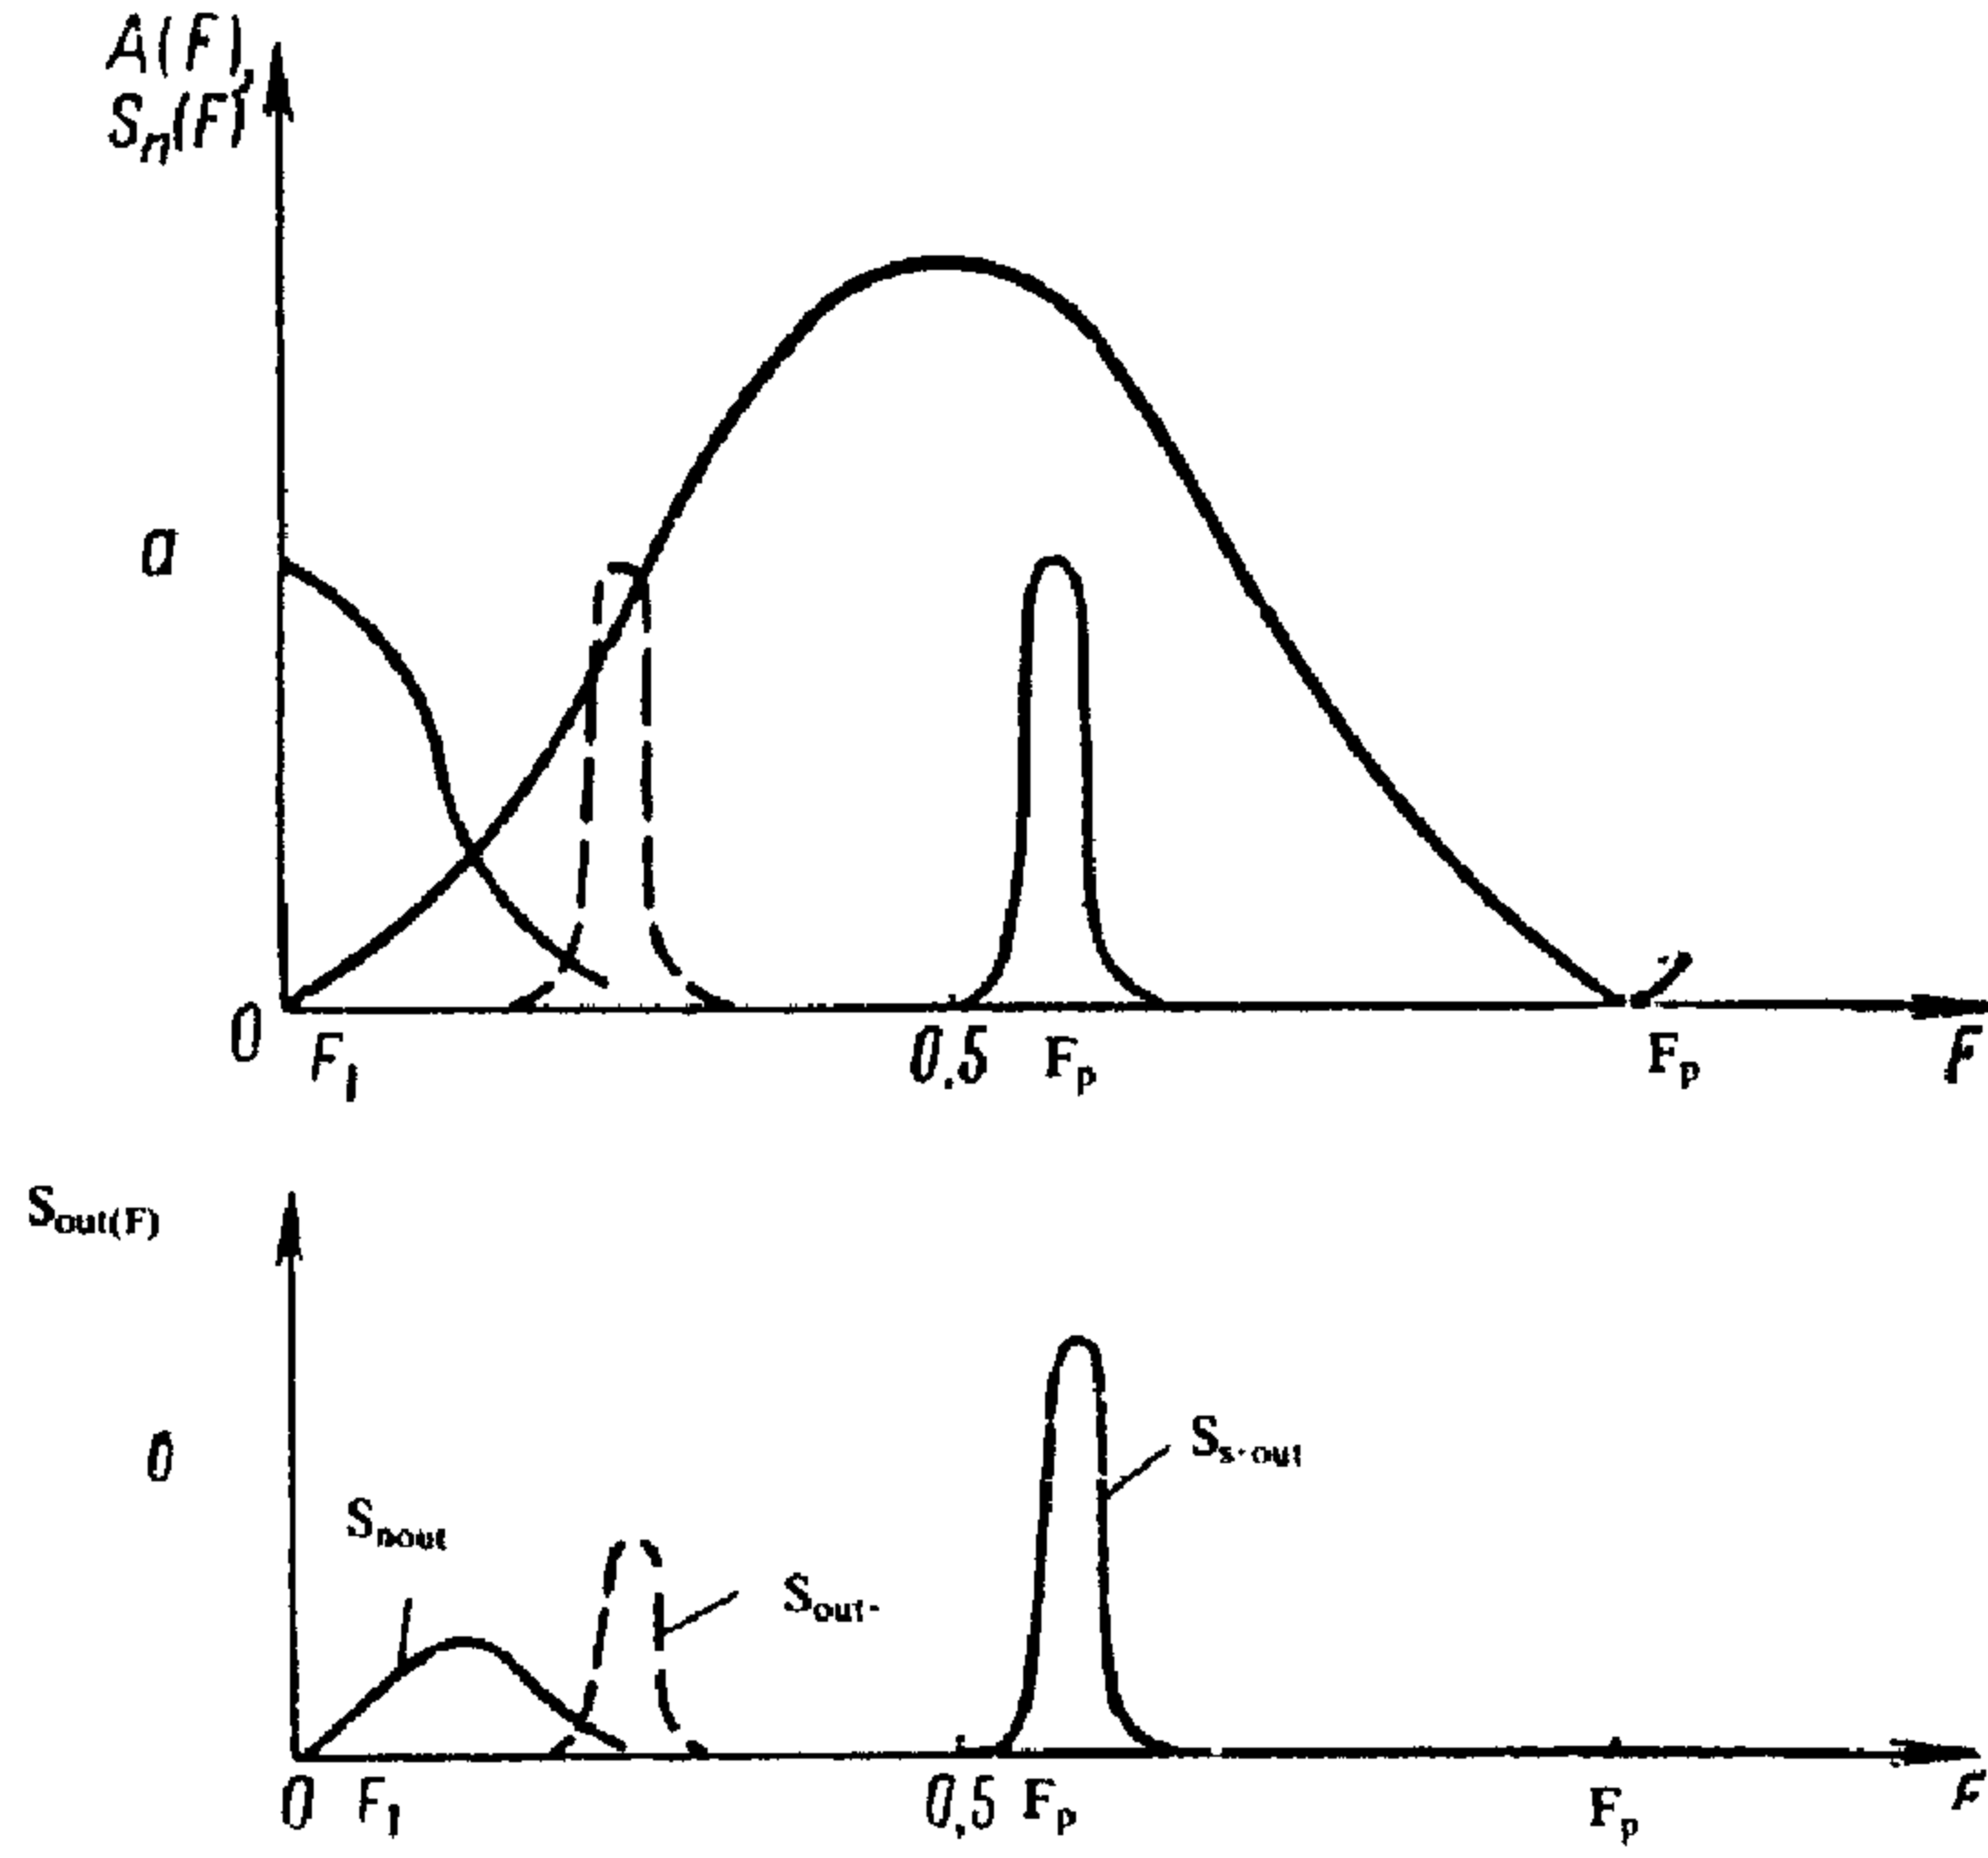 A(F),
Sn(F)
a
0 F1 0.5 Fp Fp F
Sout(F)
0
Snout
Sout.
Ss.out
0 F1 0,5 Fp Fp F